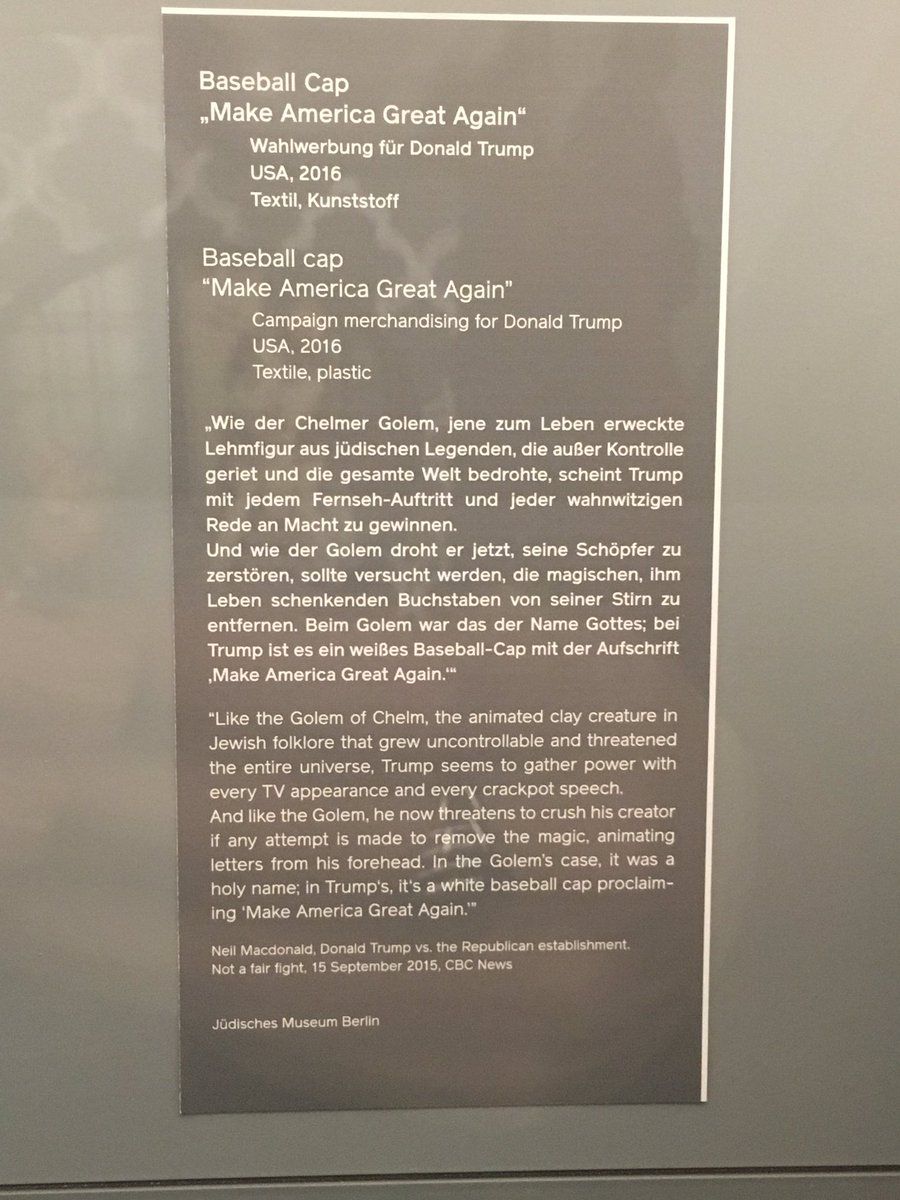 Baseball Cap
„Make America Great Again“
Wahlwerbung für Donald Trump
USA, 2016
Textil, Kunststoff
Baseball cap
“Make America Great Again”
Campaign merchandising for Donald Trump
USA, 2016
Textile, plastic
„Wie der Chelmer Golem, jene zum Leben erweckte
Lehmfigur aus jüdischen Legenden, die außer Kontrolle
geriet und die gesamte Welt bedrohte, scheint Trump
mit jedem Fernseh-Auftritt und jeder wahnwitzigen
Rede an Macht zu gewinnen.
Und wie der Golem droht er jetzt, seine Schöpfer zu
zerstören, sollte versucht werden, die magischen, ihm
Leben schenkenden Buchstaben von seiner Stirn zu
entfernen. Beim Golem war das der Name Gottes; bei
Trump ist es ein weißes Baseball-Cap mit der Aufschrift
‚Make America Great Again.‘“
“Like the Golem of Chelm, the animated clay creature in
Jewish folklore that grew uncontrollable and threatened
the entire universe, Trump seems to gather power with
every TV appearance and every crackpot speech.
And like the Golem, he now threatens to crush his creator
if any attempt is made to remove the magic, animating
letters from his forehead. In the Golem's case, it was a
holy name; in Trump's, it's a white baseball cap proclaim-
ing ‘Make America Great Again.’”
Neil Macdonald, Donald Trump vs. the Republican establishment.
Not a fair fight, 15 September 2015, CBC News
Jüdisches Museum Berlin